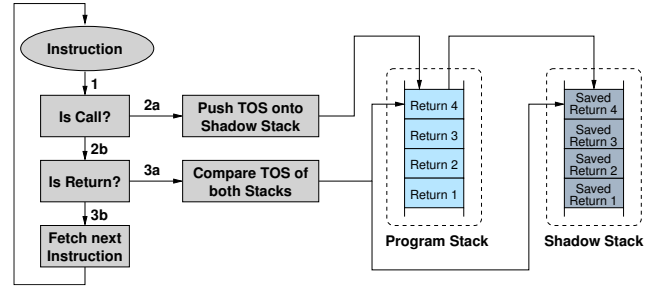 Instruction
1
Is Call?
2a
Push TOS onto
Shadow Stack
2b
Is Return?
3a
Compare TOS of
both Stacks
3b
Fetch next
Instruction
Return 4
Return 3
Return 2
Return 1
Program Stack
Saved
Return 4
Saved
Return 3
Saved
Return 2
Saved
Return 1
Shadow Stack